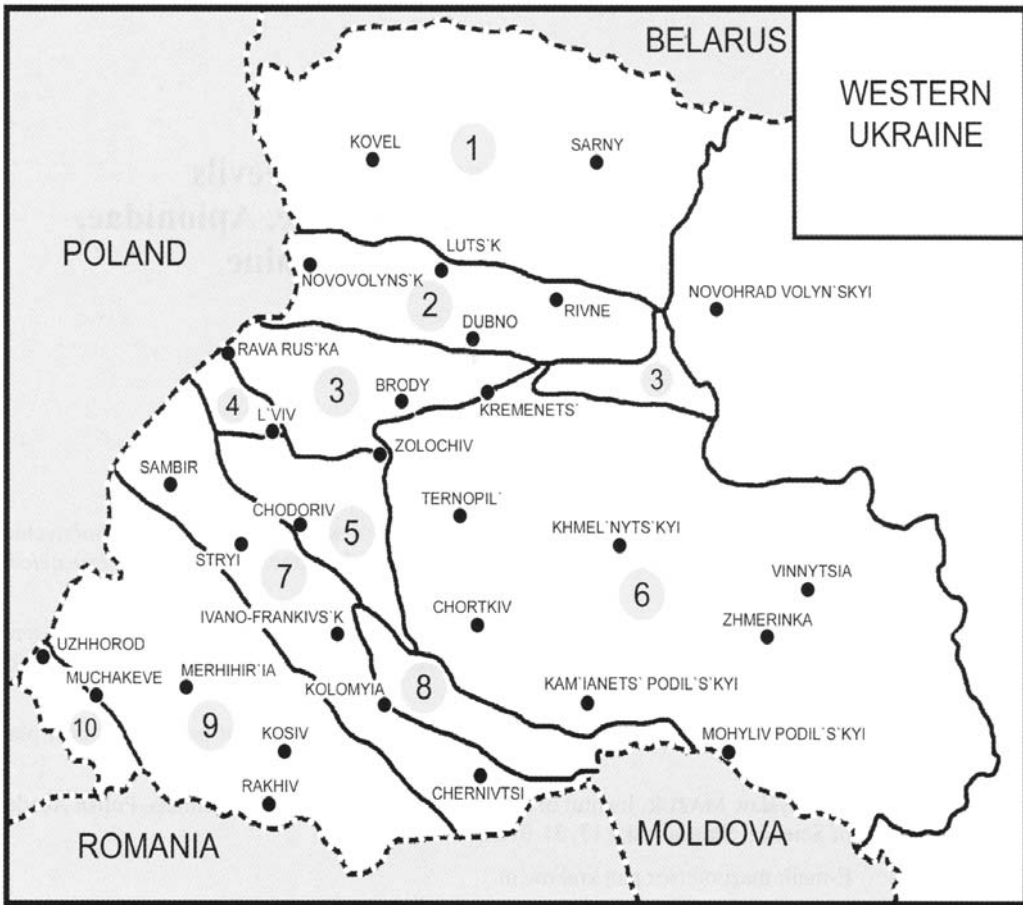 BELARUS
WESTERN
UKRAINE
KOVEL
1
SARNY
POLAND
LUTS`K
NOVOVOLYNS`K
2
RIVNE
NOVOHRAD VOLYN`SKYI
DUBNO
RAVA RUS`KA
3
BRODY
KREMENETS`
3
4
L`VIV
ZOLOCHIV
SAMBIR
TERNOPIL`
CHODORIV
5
KHMEL`NYTS`KYI
STRYI
7
VINNYTSIA
6
CHORTKIV
ZHMERINKA
IVANO-FRANKIVS`K
UZHHOROD
MUCHAKEVE
MERHIHIR`IA
KOLOMYIA
8
KAM`IANETS` PODIL`S`KYI
10
9
KOSIV
MOHYLIV PODIL`S`KYI
RAKHIV
CHERNIVTSI
ROMANIA
MOLDOVA